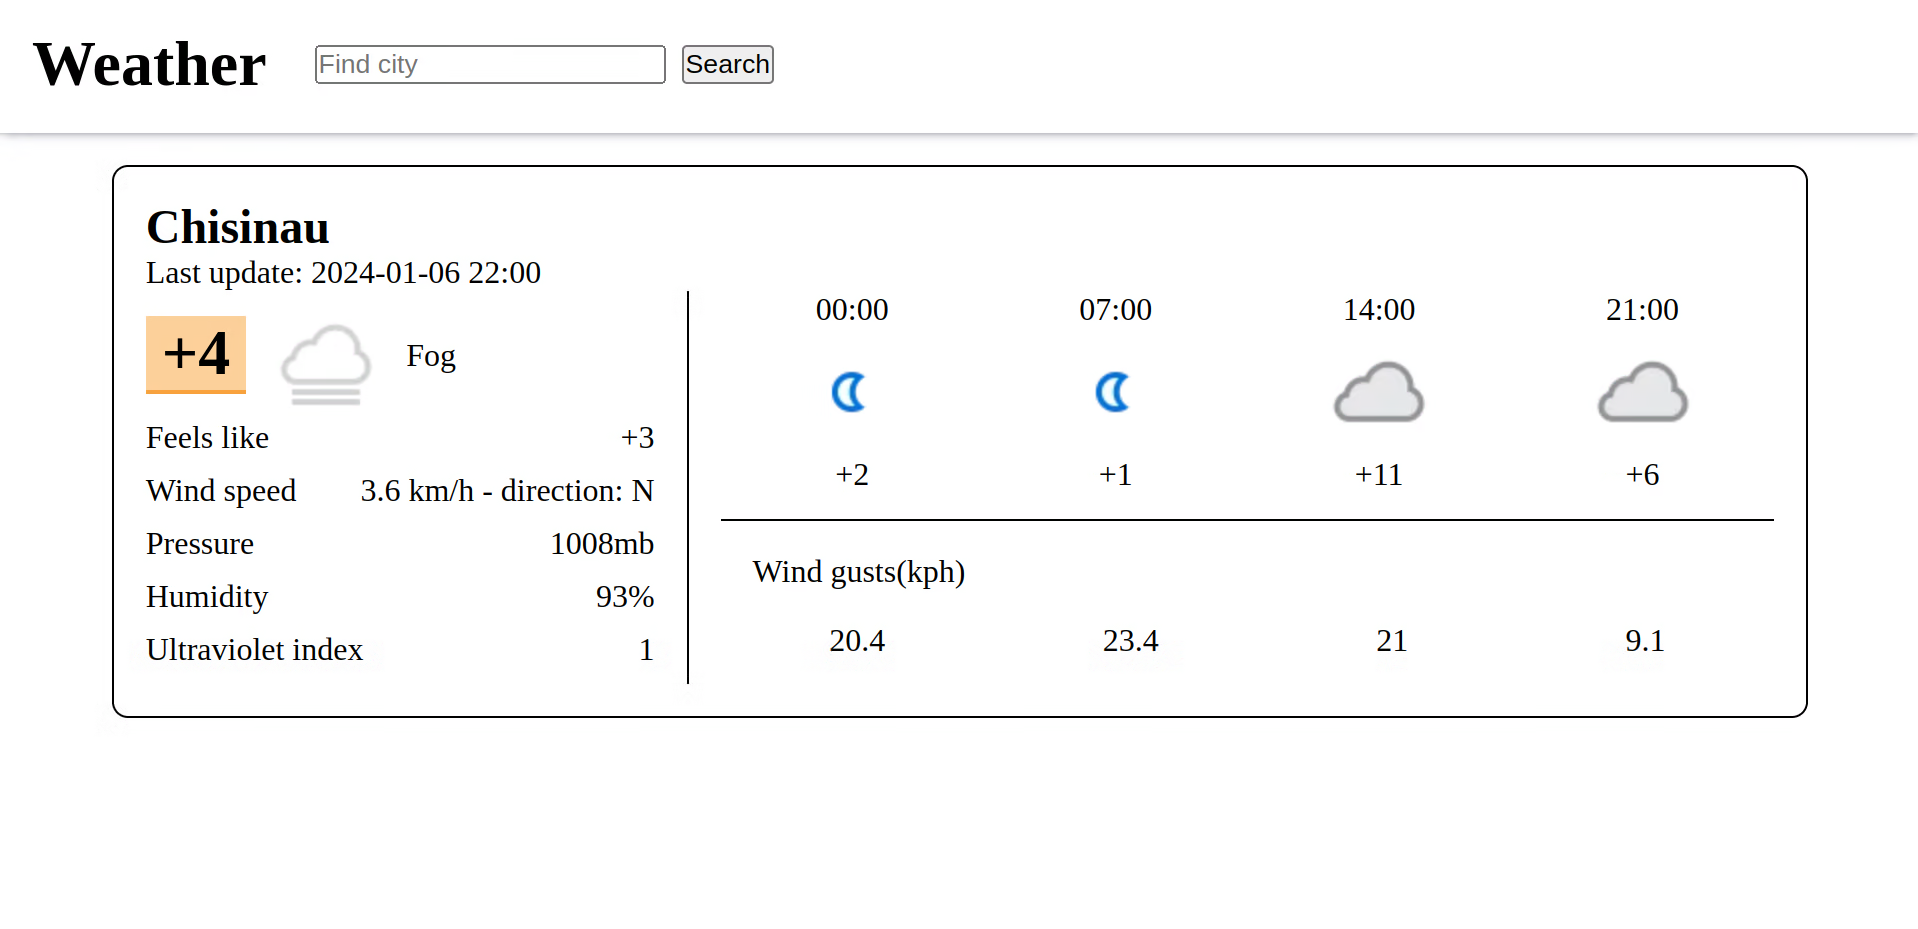 Weather
Find city
Search
Chisinau
Last update: 2024-01-06 22:00
+4
Fog
Feels like +3
Wind speed 3.6 km/h - direction: N
Pressure 1008mb
Humidity 93%
Ultraviolet index 1
00:00 07:00 14:00 21:00
+2 +1 +11 +6
Wind gusts(kph)
20.4 23.4 21 9.1